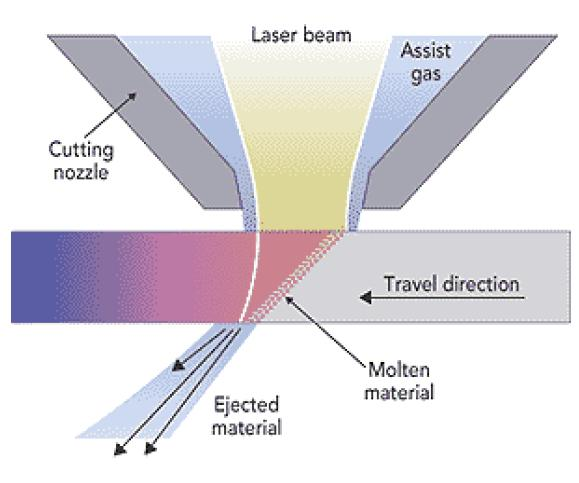 Laser beam
Assist
gas
Cutting
nozzle
Travel direction
Molten
material
Ejected
material